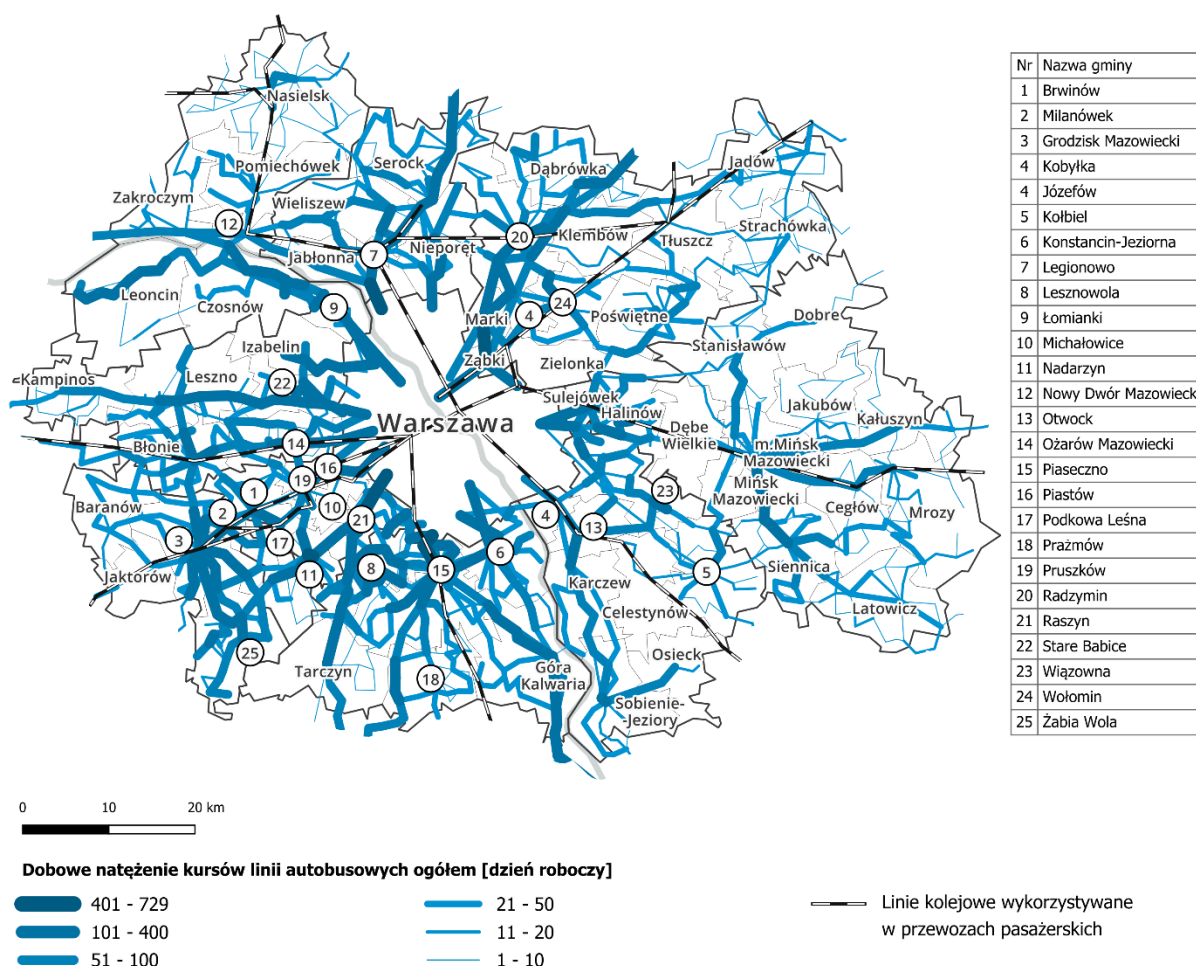 Nasielsk
Pomiechówek
Serock
Dąbrówka
Jadów
Zakroczym
Wieliszew
12
Strachówka
20
Klembów
Tłuszcz
Nieporęt
Jabłonna
7
Leoncin
Czosnów
9
24
4
Marki
Poświętne
Dobre
Izabelin
Stanisławów
Ząbki
Zielonka
Kampinos
Leszno
22
Sulejówek
Halinów
Jakubów
Kałuszyn
Warszawa
Dębe
Wielkie
m. Mińsk
Mazowiecki
Błonie
14
16
19
Mińsk
Mazowiecki
23
1
Baranów
2
10
21
4
13
Cegłów
Mrozy
3
17
6
Jaktorów
11
8
15
5
Siennica
Karczew
Celestynów
Latowicz
25
Osieck
Tarczyn
18
Góra
Kalwaria
Sobienie-
-Jeziory
Nr Nazwa gminy
1 Brwinów
2 Milanówek
3 Grodzisk Mazowiecki
4 Kobyłka
4 Józefów
5 Kołbiel
6 Konstancin-Jeziorna
7 Legionowo
8 Lesznowola
9 Łomianki
10 Michałowice
11 Nadarzyn
12 Nowy Dwór Mazowieck
13 Otwock
14 Ożarów Mazowiecki
15 Piaseczno
16 Piastów
17 Podkowa Leśna
18 Prażmów
19 Pruszków
20 Radzymin
21 Raszyn
22 Stare Babice
23 Wiązowna
24 Wołomin
25 Żabia Wola
0 10 20 km
Dobowe natężenie kursów linii autobusowych ogółem [dzień roboczy]
401 - 729
101 - 400
51 - 100
21 - 50
11 - 20
1 - 10
Linie kolejowe wykorzystywane
w przewozach pasażerskich